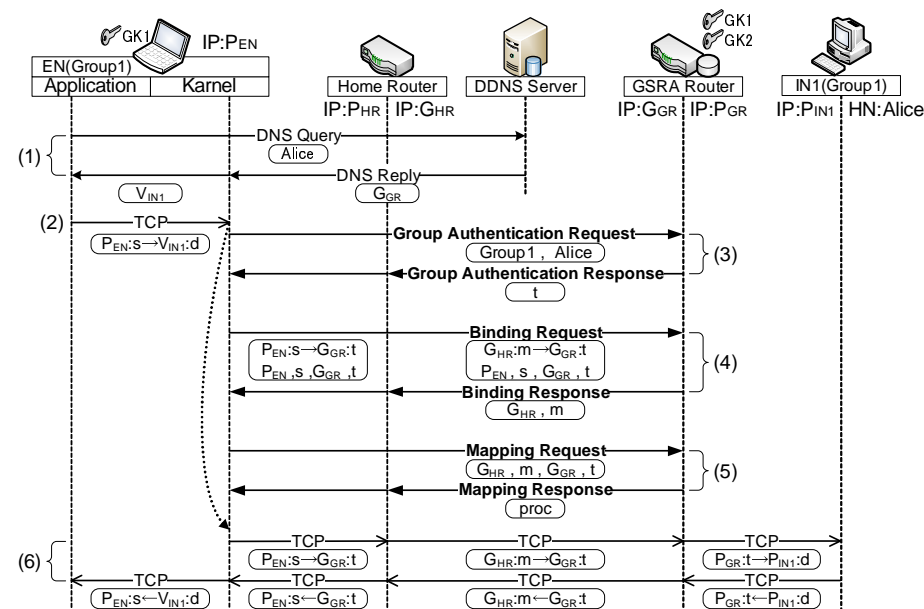 GK1
IP:PEN
GK1
GK2
EN(Group1)
Application
Karnel
Home Router
DDNS Server
GSRA Router
IN1(Group1)
IP:PHR
IP:GHR
IP:GGR
IP:PGR
IP:PIN1
HN:Alice
(1)
DNS Query
Alice
DNS Reply
VIN1
GGR
(2)
TCP
PEN:s→VIN1:d
Group Authentication Request
Group1 , Alice
(3)
Group Authentication Response
t
Binding Request
PEN:s→GGR:t
GHR:m→GGR:t
PEN ,s ,GGR ,t
PEN , s , GGR , t
(4)
Binding Response
GHR , m
Mapping Request
GHR , m , GGR , t
(5)
Mapping Response
proc
(6)
TCP
TCP
TCP
PEN:s→GGR:t
GHR:m→GGR:t
PGR:t→PIN1:d
TCP
TCP
TCP
TCP
PEN:s←VIN1:d
PEN:s←GGR:t
GHR:m←GGR:t
PGR:t←PIN1:d